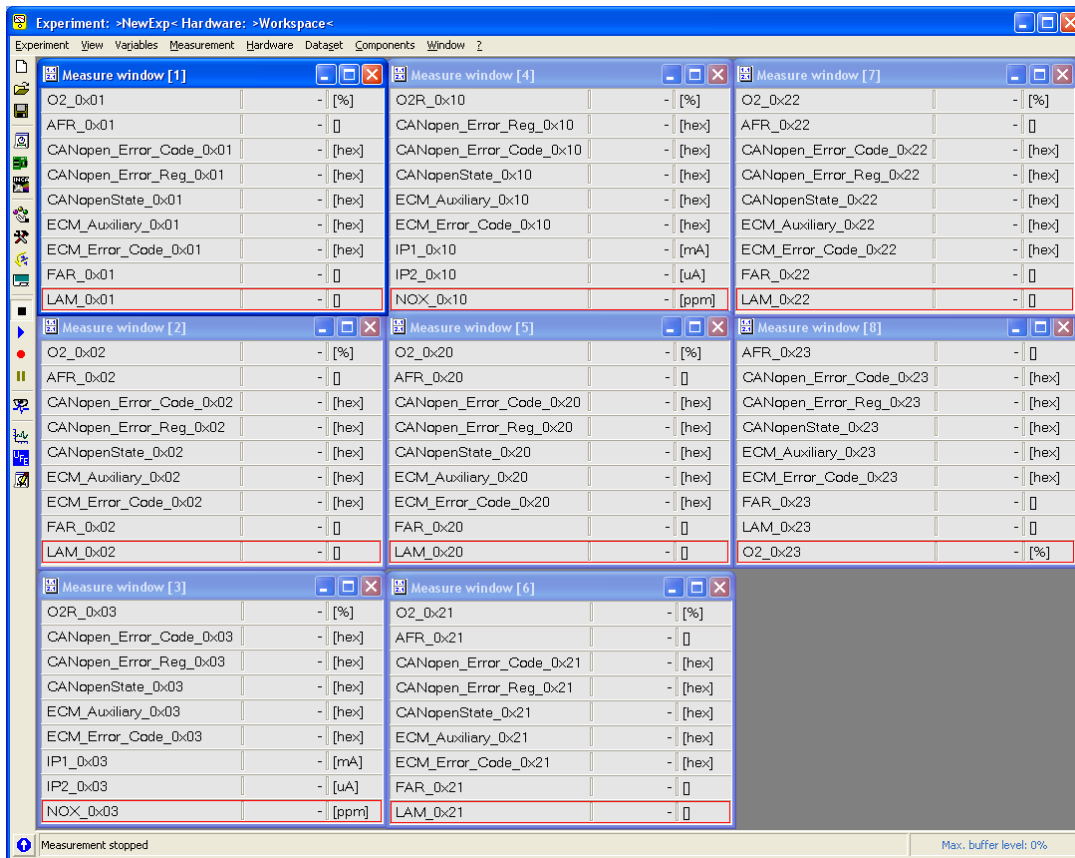 Experiment: >NewExp< Hardware: >Workspace<
Experiment View Variables Measurement Hardware Dataset Components Window ?
Measure window [1]
O2_0x01 - [%]
AFR_0x01 - []
CANopen_Error_Code_0x01 - [hex]
CANopen_Error_Reg_0x01 - [hex]
CANopenState_0x01 - [hex]
ECM_Auxiliary_0x01 - [hex]
ECM_Error_Code_0x01 - [hex]
FAR_0x01 - []
LAM_0x01 - []
Measure window [4]
O2R_0x10 - [%]
CANopen_Error_Reg_0x10 - [hex]
CANopen_Error_Code_0x10 - [hex]
CANopenState_0x10 - [hex]
ECM_Auxiliary_0x10 - [hex]
ECM_Error_Code_0x10 - [hex]
IP1_0x10 - [mA]
IP2_0x10 - [uA]
NOX_0x10 - [ppm]
Measure window [7]
O2_0x22 - [%]
AFR_0x22 - []
CANopen_Error_Code_0x22 - [hex]
CANopen_Error_Reg_0x22 - [hex]
CANopenState_0x22 - [hex]
ECM_Auxiliary_0x22 - [hex]
ECM_Error_Code_0x22 - [hex]
FAR_0x22 - []
LAM_0x22 - []
Measure window [2]
O2_0x02 - [%]
AFR_0x02 - []
CANopen_Error_Code_0x02 - [hex]
CANopen_Error_Reg_0x02 - [hex]
CANopenState_0x02 - [hex]
ECM_Auxiliary_0x02 - [hex]
ECM_Error_Code_0x02 - [hex]
FAR_0x02 - []
LAM_0x02 - []
Measure window [5]
O2_0x20 - [%]
AFR_0x20 - []
CANopen_Error_Code_0x20 - [hex]
CANopen_Error_Reg_0x20 - [hex]
CANopenState_0x20 - [hex]
ECM_Auxiliary_0x20 - [hex]
ECM_Error_Code_0x20 - [hex]
FAR_0x20 - []
LAM_0x20 - []
Measure window [8]
AFR_0x23 - []
CANopen_Error_Code_0x23 - [hex]
CANopen_Error_Reg_0x23 - [hex]
CANopenState_0x23 - [hex]
ECM_Auxiliary_0x23 - [hex]
ECM_Error_Code_0x23 - [hex]
FAR_0x23 - []
LAM_0x23 - []
O2_0x23 - [%]
Measure window [3]
O2R_0x03 - [%]
CANopen_Error_Code_0x03 - [hex]
CANopen_Error_Reg_0x03 - [hex]
CANopenState_0x03 - [hex]
ECM_Auxiliary_0x03 - [hex]
ECM_Error_Code_0x03 - [hex]
IP1_0x03 - [mA]
IP2_0x03 - [uA]
NOX_0x03 - [ppm]
Measure window [6]
O2_0x21 - [%]
AFR_0x21 - []
CANopen_Error_Code_0x21 - [hex]
CANopen_Error_Reg_0x21 - [hex]
CANopenState_0x21 - [hex]
ECM_Auxiliary_0x21 - [hex]
ECM_Error_Code_0x21 - [hex]
FAR_0x21 - []
LAM_0x21 - []
INCA
UFE
Measurement stopped
Max. buffer level: 0%